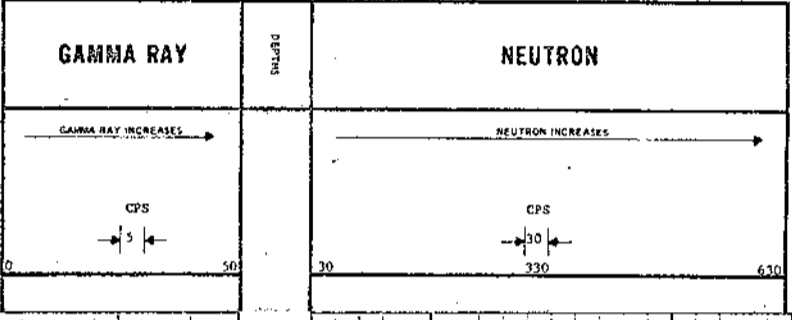 GAMMA RAY
DEPTHS
NEUTRON
GAMMA RAY INCREASES
NEUTRON INCREASES
CPS
CPS
5
30
0
50
30
330
630